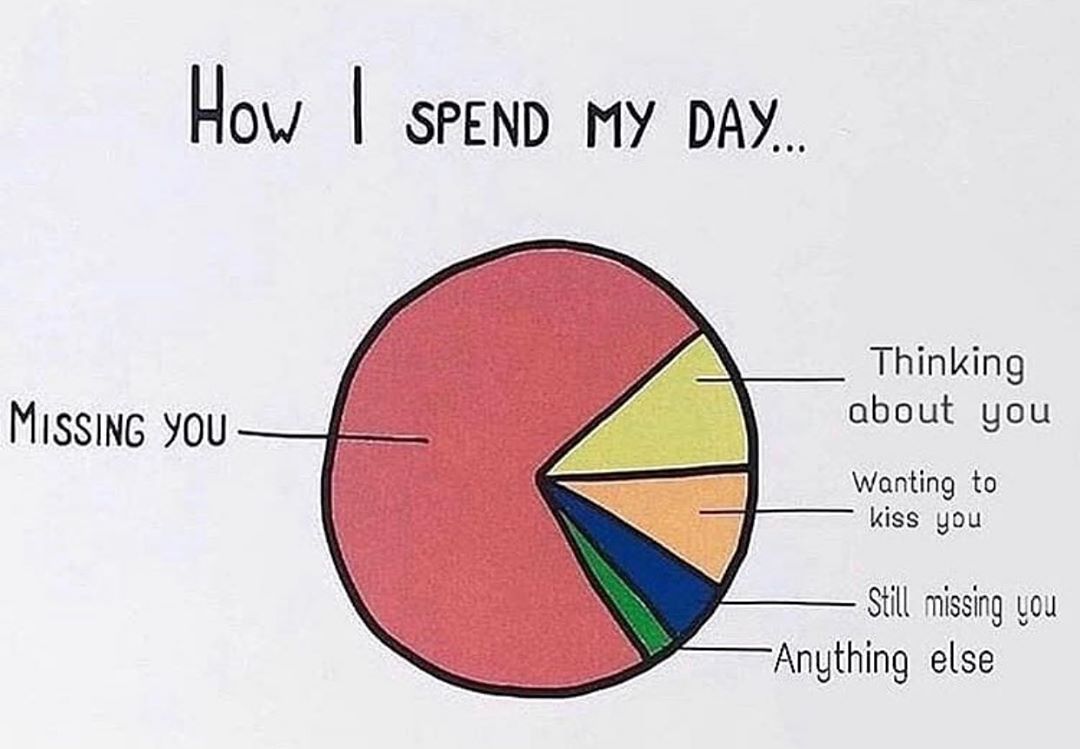 How I SPEND MY DAY...
Thinking
about you
MISSING YOU
Wanting to
kiss you
Still missing you
Anything else